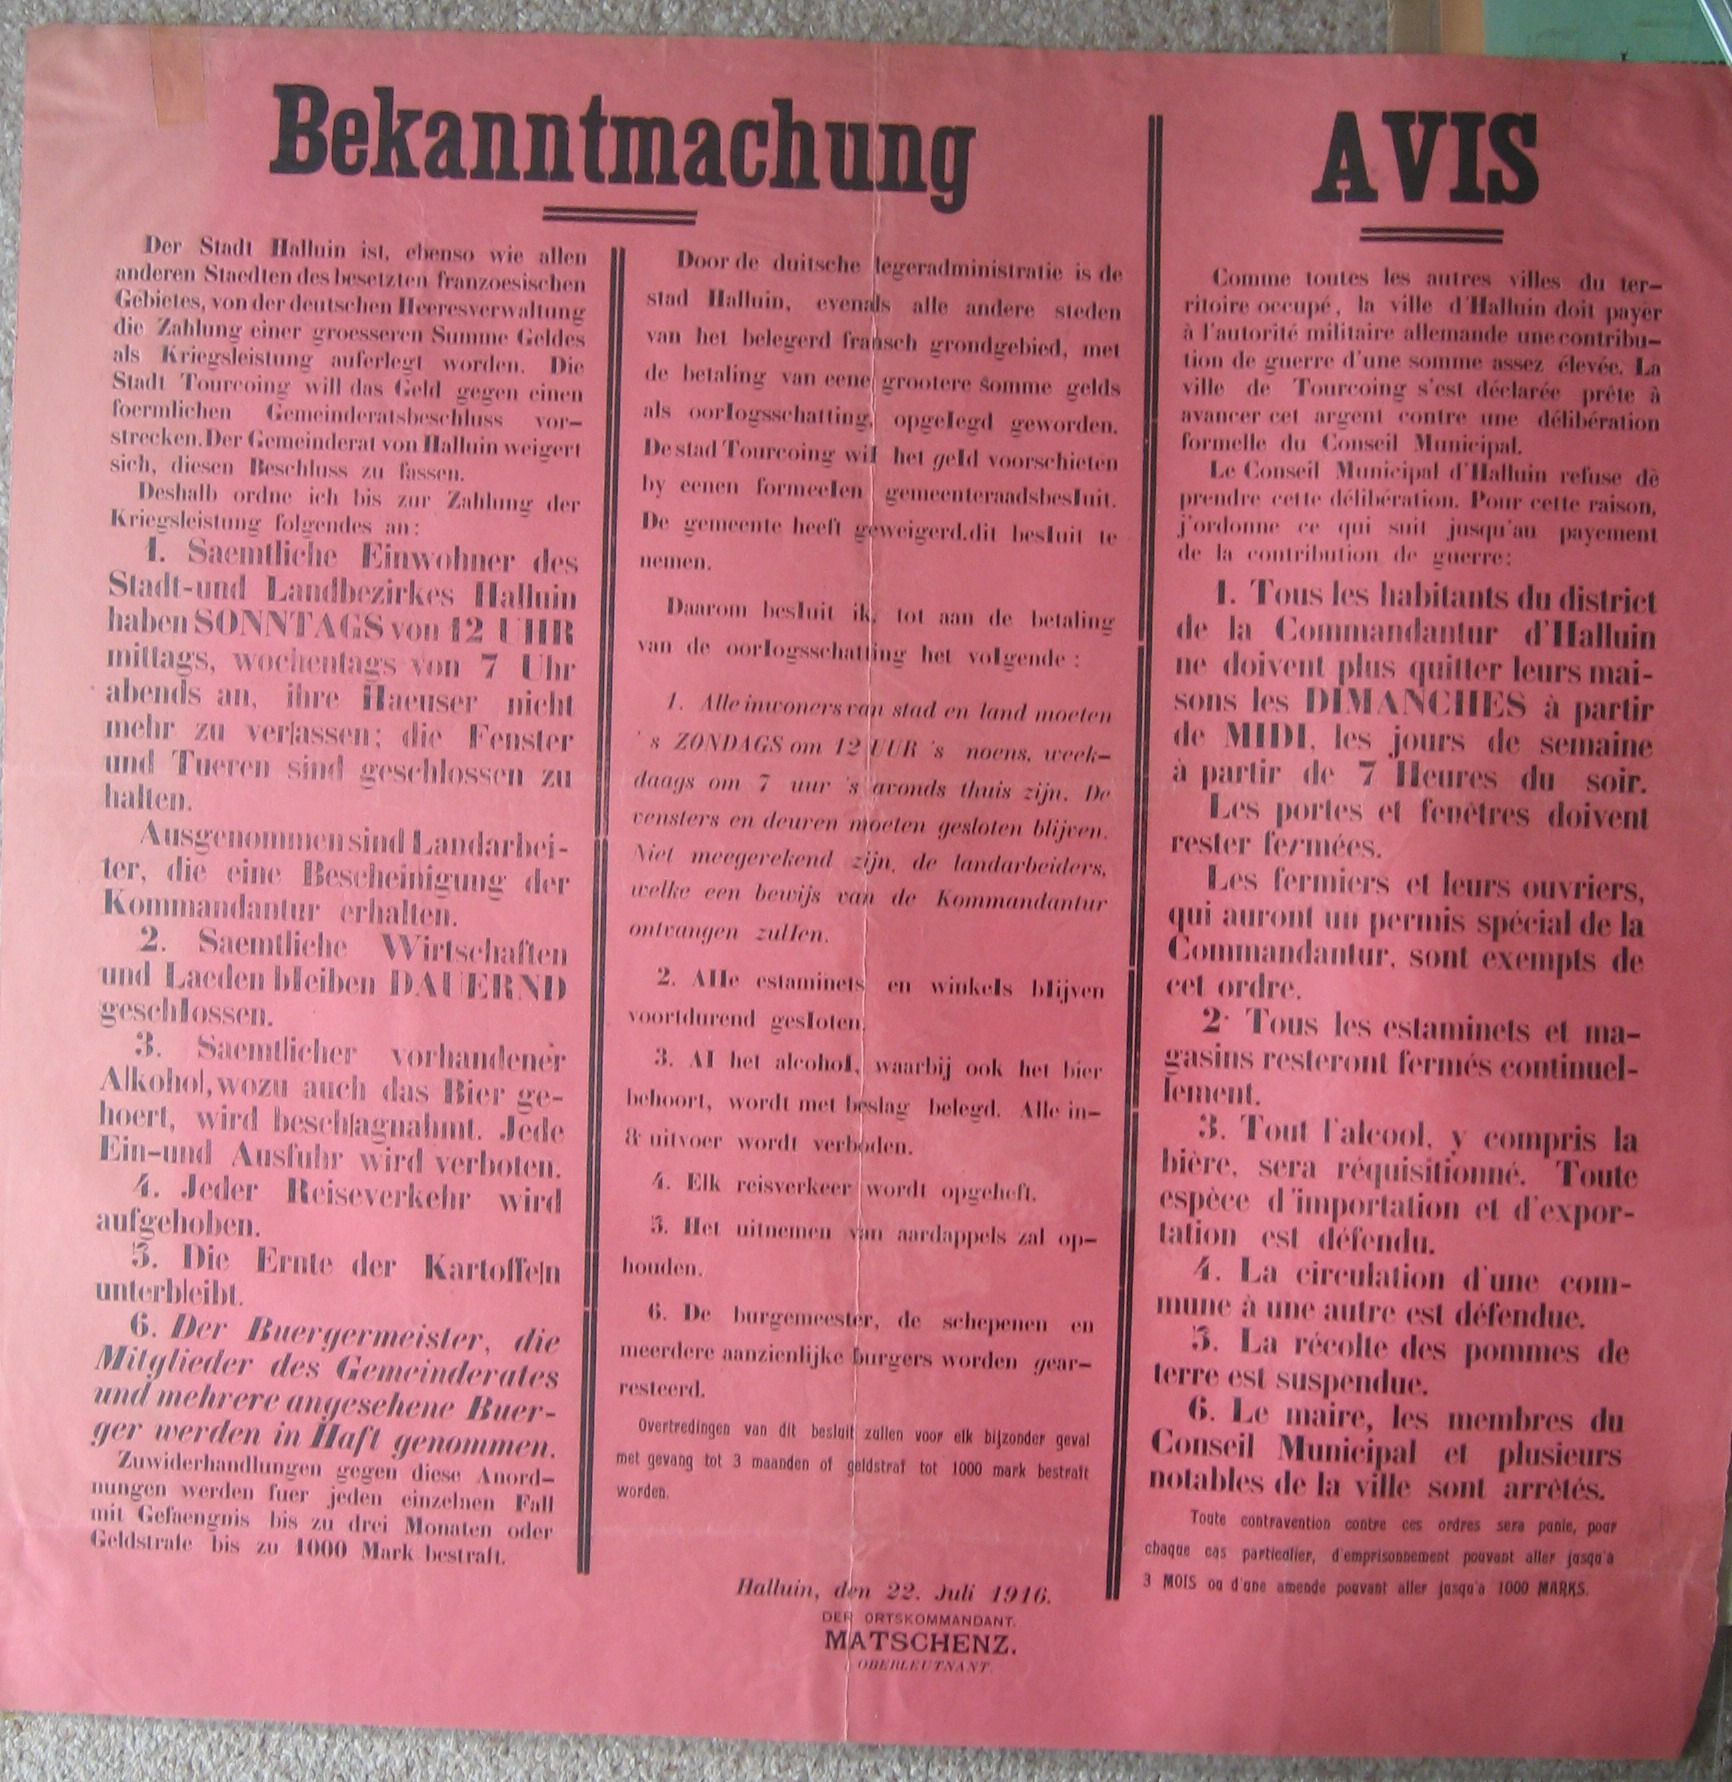 Bekanntmachung
Der Stadt Halluin ist, ebenso wie allen
anderen Staedten des besetzten franzoesischen
Gebietes, von der deutschen Heeresverwaltung
die Zahlung einer groesseren Summe Geldes
als Kriegsleistung auferlegt worden. Die
Stadt Tourcoing will das Geld gegen einen
foermlichen Gemeinderatsbeschluss vor-
strecken. Der Gemeinderat von Halluin weigert
sich, diesen Beschluss zu fassen.
Deshalb ordne ich bis zur Zahlung der
Kriegsleistung folgendes an:
1. Saemtliche Einwohner des
Stadt-und Landbezirkes Halluin
haben SONNTAGS von 12 UHR
mittags, wochentags von 7 Uhr
abends an, ihre Haeuser nicht
mehr zu verlassen; die Fenster
und Tueren sind geschlossen zu
halten.
Ausgenommen sind Landarbei-
ter, die eine Bescheinigung der
Kommandantur erhalten.
2. Saemtliche Wirtschaften
und Laeden bleiben DAUERND
geschlossen.
3. Saemtlicher vorhandener
Alkohol, wozu auch das Bier ge-
hoert, wird beschlagnahmt. Jede
Ein-und Ausfuhr wird verboten.
4. Jeder Reiseverkehr wird
aufgehoben.
5. Die Ernte der Kartoffeln
unterbleibt.
6. Der Buergermeister, die
Mitglieder des Gemeinderates
und mehrere angesehene Buer-
ger werden in Haft genommen.
Zuwiderhandlungen gegen diese Anord-
nungen werden fuer jeden einzelnen Fall
mit Gefaengnis bis zu drei Monaten oder
Geldstrafe bis zu 1000 Mark bestraft.
Door de duitsche legeradministratie is de
stad Halluin, evenals alle andere steden
van het belegerd fransch grondgebied, met
de betaling van eene grootere somme gelds
als oorlogsschatting, opgelegd geworden.
De stad Tourcoing wil het geld voorschieten
by eenen formeelen gemeenteraadsbesluit.
De gemeente heeft geweigerd.dit besluit te
nemen.
Daarom besluit ik, tot aan de betaling
van de oorlogsschatting het volgende :
1. Alle inwoners van stad en land moeten
's ZONDAGS om 12 UUR 's noens, week-
daags om 7 uur 's avonds thuis zijn. De
vensters en deuren moeten gesloten blijven.
Niet meegerekend zijn, de landarbeiders,
welke een bewijs van de Kommandantur
ontvangen zullen.
2. Alle estaminets en winkels blijven
voortdurend gesloten.
3. Al het alcohol, waarbij ook het bier
behoort, wordt met beslag belegd. Alle in-
& uitvoer wordt verboden.
4. Elk reisverkeer wordt opgeheft.
5. Het uitnemen van aardappels zal op-
houden.
6. De burgemeester, de schepenen en
meerdere aanzienlijke burgers worden gear-
resteerd.
Overtredingen van dit besluit zullen voor elk bijzonder geval
met gevang tot 3 maanden of geldstraf tot 1000 mark bestraft
worden.
Halluin, den 22. Juli 1916.
DER ORTSKOMMANDANT.
MATSCHENZ.
OBERLEUTNANT.
AVIS
Comme toutes les autres villes du ter-
ritoire occupé, la ville d'Halluin doit payer
à l'autorité militaire allemande une contribu-
tion de guerre d'une somme assez élevée. La
ville de Tourcoing s'est déclarée prête à
avancer cet argent contre une délibération
formelle du Conseil Municipal.
Le Conseil Municipal d'Halluin refuse de
prendre cette délibération. Pour cette raison,
j'ordonne ce qui suit jusqu'au payement
de la contribution de guerre:
1. Tous les habitants du district
de la Commandantur d'Halluin
ne doivent plus quitter leurs mai-
sons les DIMANCHES à partir
de MIDI, les jours de semaine
à partir de 7 Heures du soir.
Les portes et fenêtres doivent
rester fermées.
Les fermiers et leurs ouvriers,
qui auront un permis spécial de la
Commandantur, sont exempts de
cet ordre.
2. Tous les estaminets et ma-
gasins resteront fermés continuel-
lement.
3. Tout l'alcool, y compris la
bière, sera réquisitionné. Toute
espèce d'importation et d'expor-
tation est défendu.
4. La circulation d'une com-
mune à une autre est défendue.
5. La récolte des pommes de
terre est suspendue.
6. Le maire, les membres du
Conseil Municipal et plusieurs
notables de la ville sont arrêtés.
Toute contravention contre ces ordres sera punie, pour
chaque cas particulier, d'emprisonnement pouvant aller jusqu'à
3 MOIS ou d'une amende pouvant aller jusqu'a 1000 MARKS.